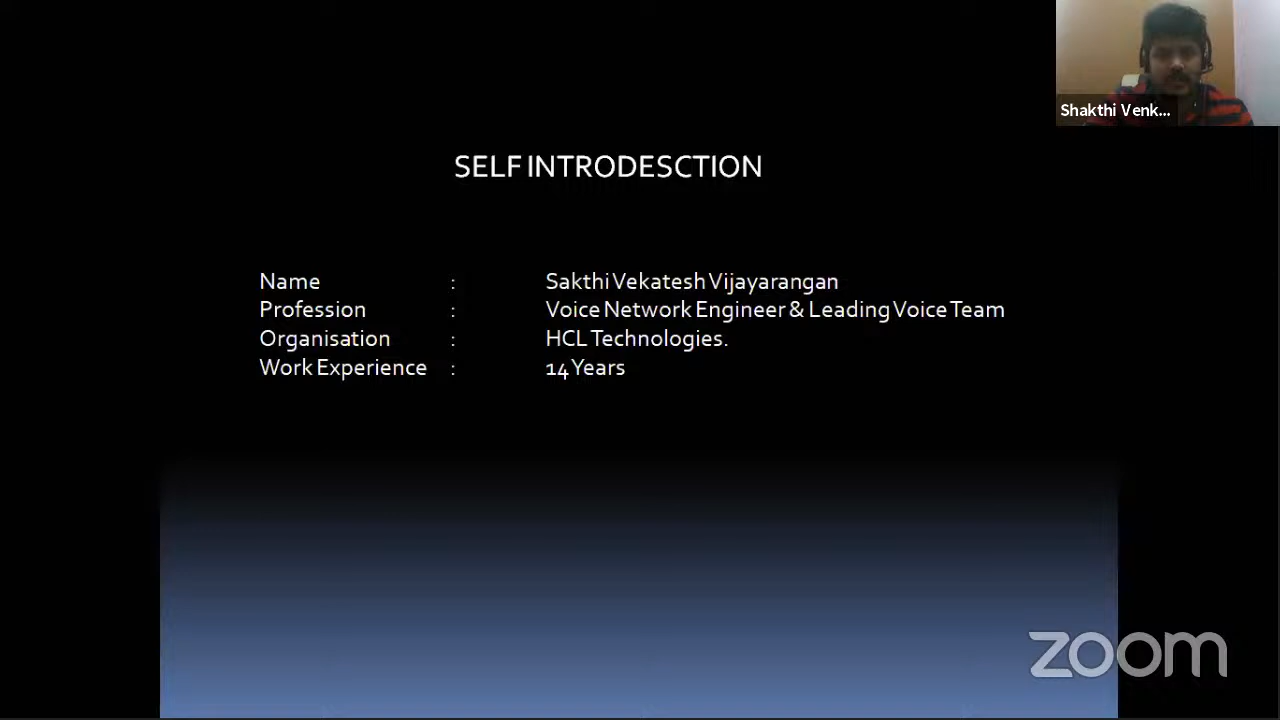 Shakthi Venk...
SELF INTRODESCTION
Name : Sakthi Vekatesh Vijayarangan
Profession : Voice Network Engineer & Leading Voice Team
Organisation : HCL Technologies.
Work Experience : 14 Years
zoom